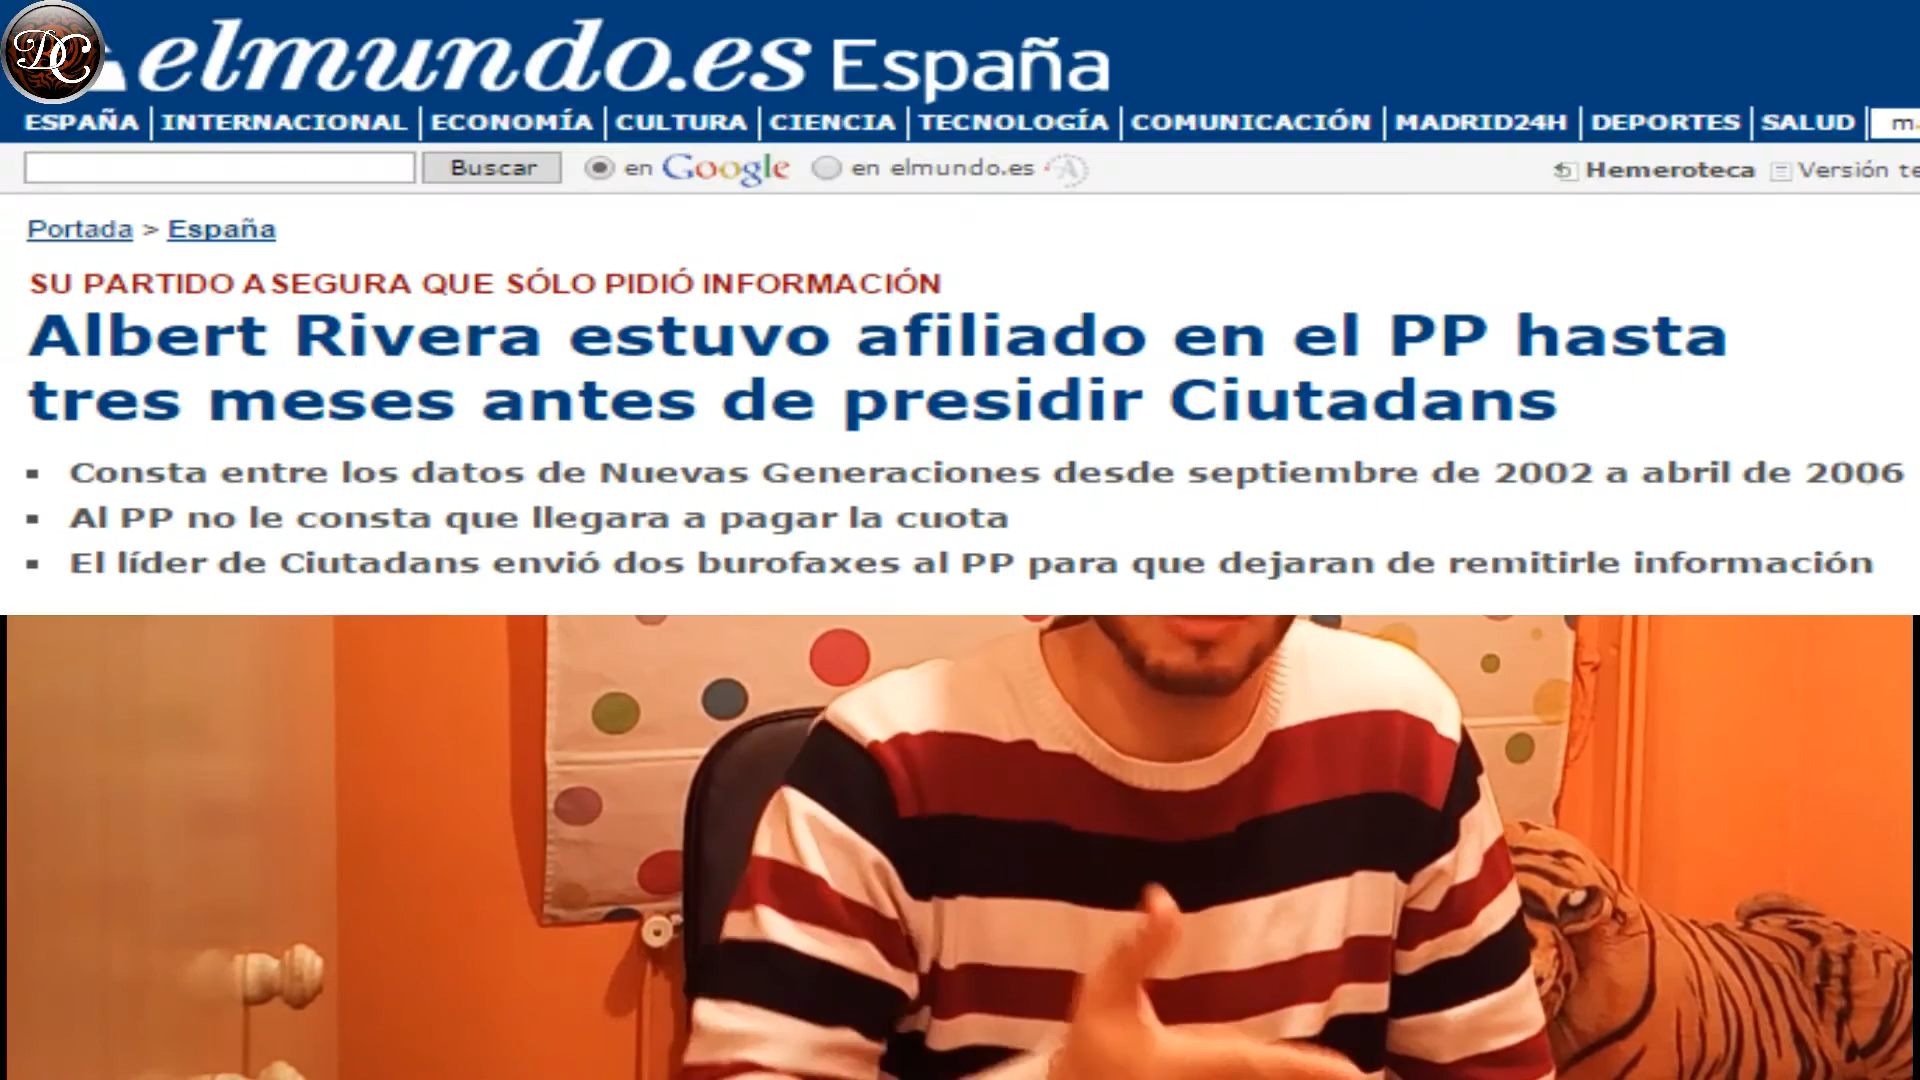 DC
elmundo.es España
ESPAÑA INTERNACIONAL ECONOMÍA CULTURA CIENCIA TECNOLOGÍA COMUNICACIÓN MADRID24H DEPORTES SALUD
Buscar en Google en elmundo.es Hemeroteca Versión
Portada > España
SU PARTIDO ASEGURA QUE SÓLO PIDIÓ INFORMACIÓN
Albert Rivera estuvo afiliado en el PP hasta
tres meses antes de presidir Ciutadans
▪ Consta entre los datos de Nuevas Generaciones desde septiembre de 2002 a abril de 2006
▪ Al PP no le consta que llegara a pagar la cuota
▪ El líder de Ciutadans envió dos burofaxes al PP para que dejaran de remitirle información